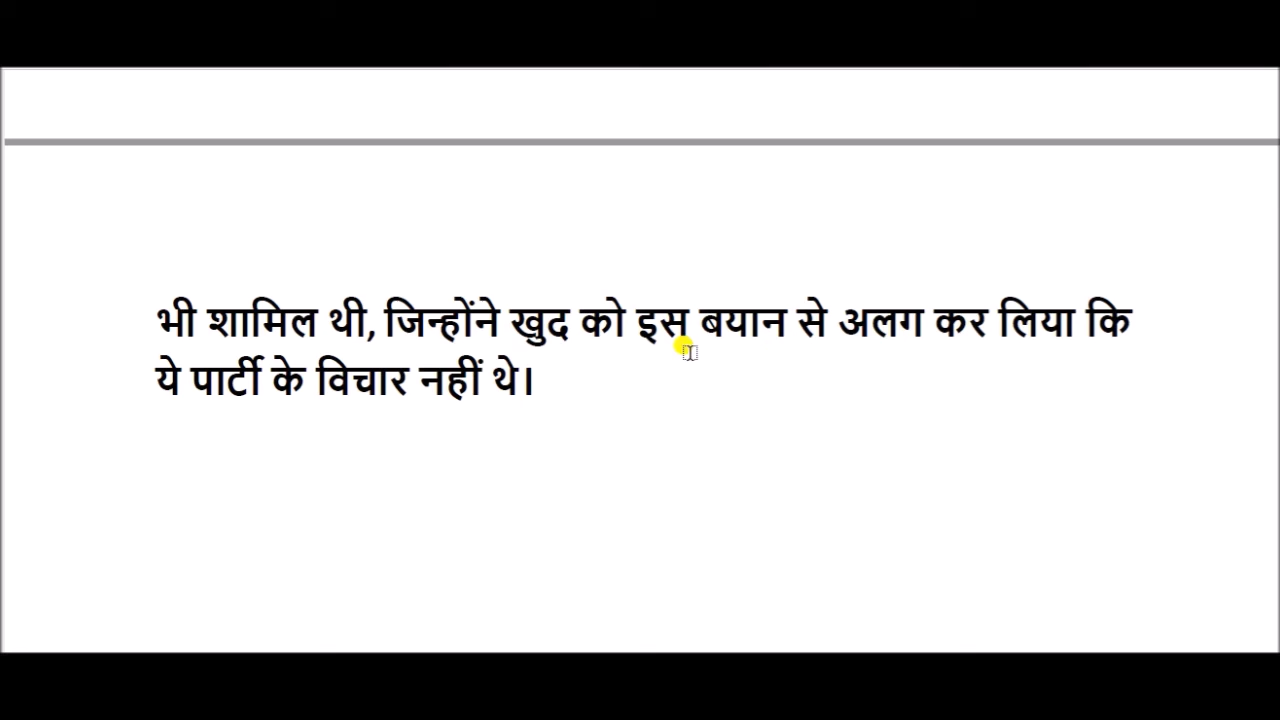 भी शामिल थी, जिन्होंने खुद को इस बयान से अलग कर लिया कि
ये पार्टी के विचार नहीं थे।